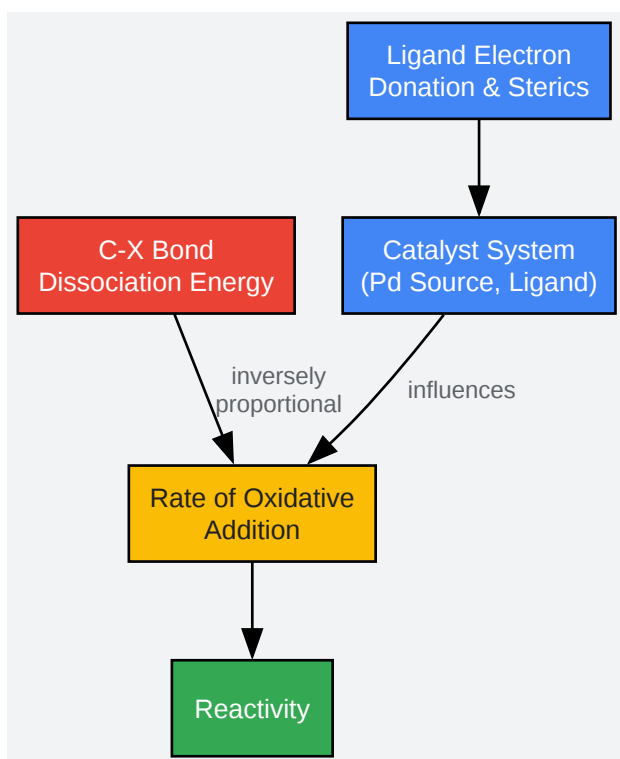 Ligand Electron
Donation & Sterics
C-X Bond
Dissociation Energy
Catalyst System
(Pd Source, Ligand)
inversely
proportional
influences
Rate of Oxidative
Addition
Reactivity